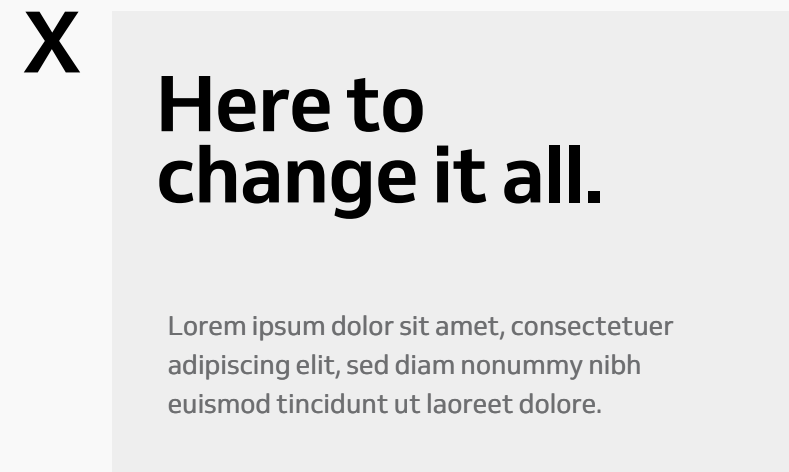 X
Here to
change it all.
Lorem ipsum dolor sit amet, consectetuer
adipiscing elit, sed diam nonummy nibh
euismod tincidunt ut laoreet dolore.